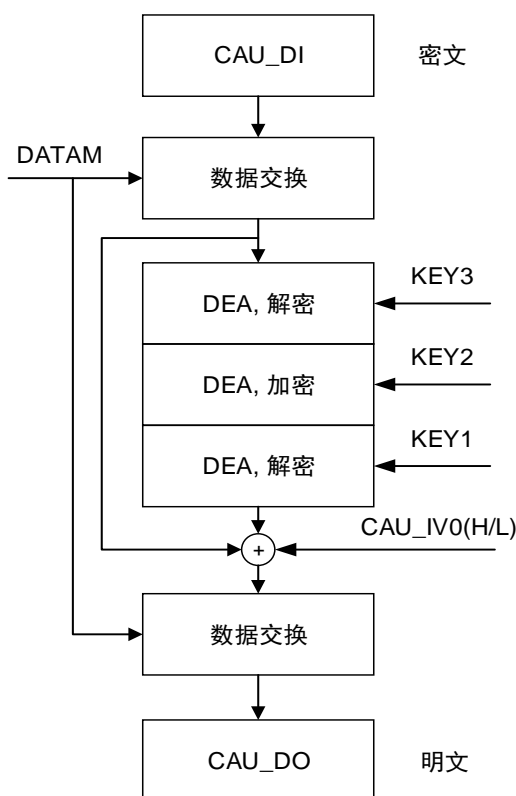 CAU_DI
密文
DATAM
数据交换
KEY3
DEA, 解密
KEY2
DEA, 加密
KEY1
DEA, 解密
CAU_IV0(H/L)
+
数据交换
CAU_DO
明文